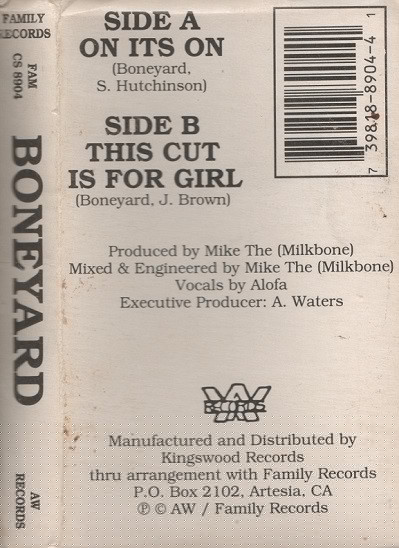 FAMILY
RECORDS
FAM
CS 8904
BONEYARD
AW
RECORDS
SIDE A
ON ITS ON
(Boneyard,
S. Hutchinson)
SIDE B
THIS CUT
IS FOR GIRL
(Boneyard, J. Brown)
7 39818-8904-4 1
Produced by Mike The (Milkbone)
Mixed & Engineered by Mike The (Milkbone)
Vocals by Alofa
Executive Producer: A. Waters
AW
RECORDS
Manufactured and Distributed by
Kingswood Records
thru arrangement with Family Records
P.O. Box 2102, Artesia, CA
℗ © AW / Family Records